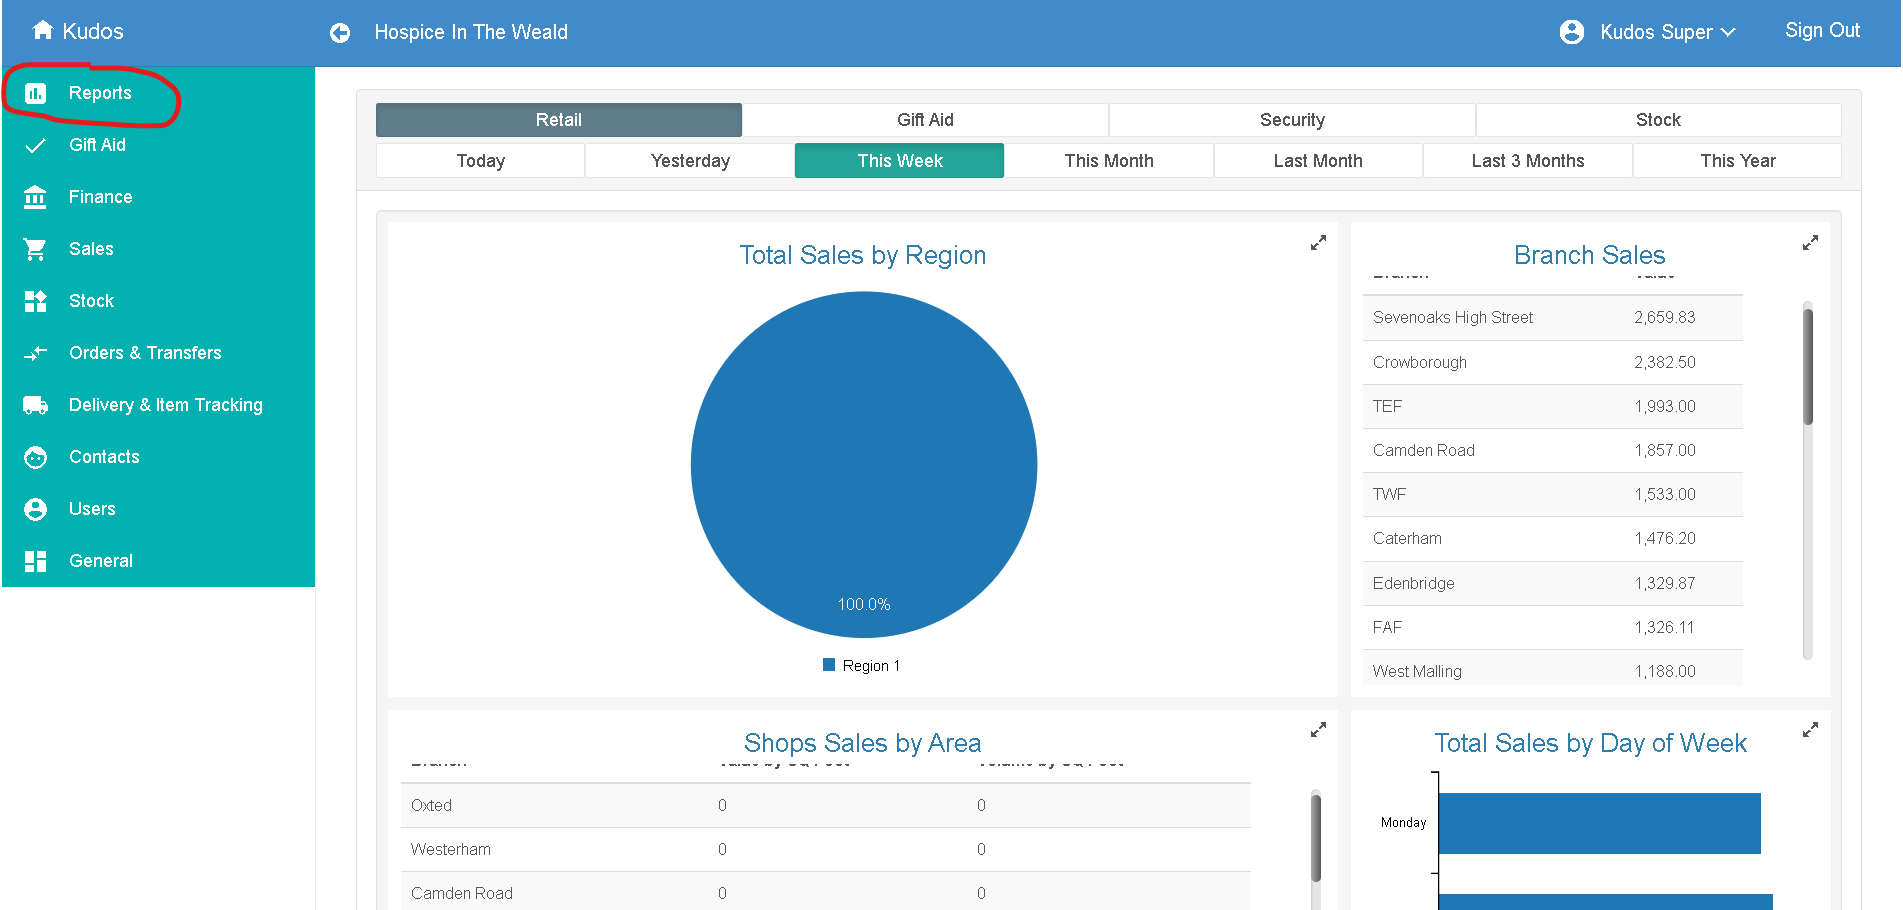 Kudos
Hospice In The Weald
Kudos Super
Sign Out
Reports
Gift Aid
Finance
Sales
Stock
Orders & Transfers
Delivery & Item Tracking
Contacts
Users
General
Retail Gift Aid Security Stock
Today Yesterday This Week This Month Last Month Last 3 Months This Year
Total Sales by Region
100.0%
Region 1
Branch Sales
Branch Value
Sevenoaks High Street 2,659.83
Crowborough 2,382.50
TEF 1,993.00
Camden Road 1,857.00
TWF 1,533.00
Caterham 1,476.20
Edenbridge 1,329.87
FAF 1,326.11
West Malling 1,188.00
Shops Sales by Area
Oxted 0 0
Westerham 0 0
Camden Road 0 0
Total Sales by Day of Week
Monday